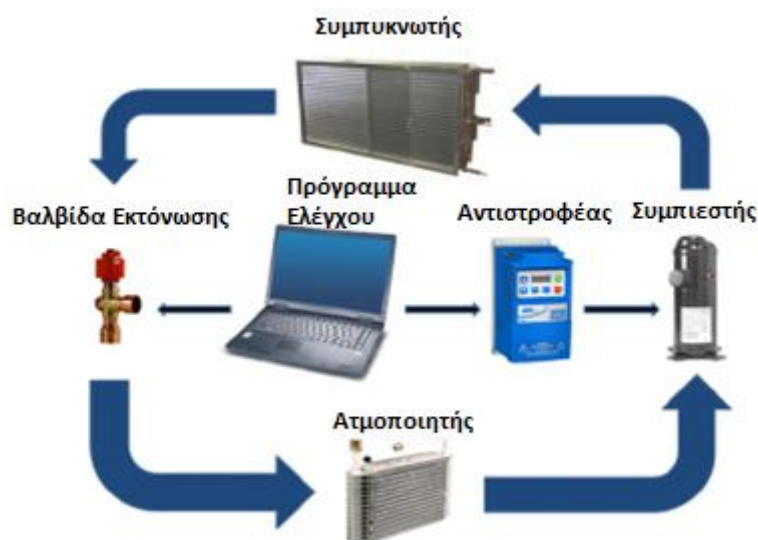 Συμπυκνωτής
Πρόγραμμα
Ελέγχου
Βαλβίδα Εκτόνωσης
Αντιστροφέας
Συμπιεστής
Ατμοποιητής